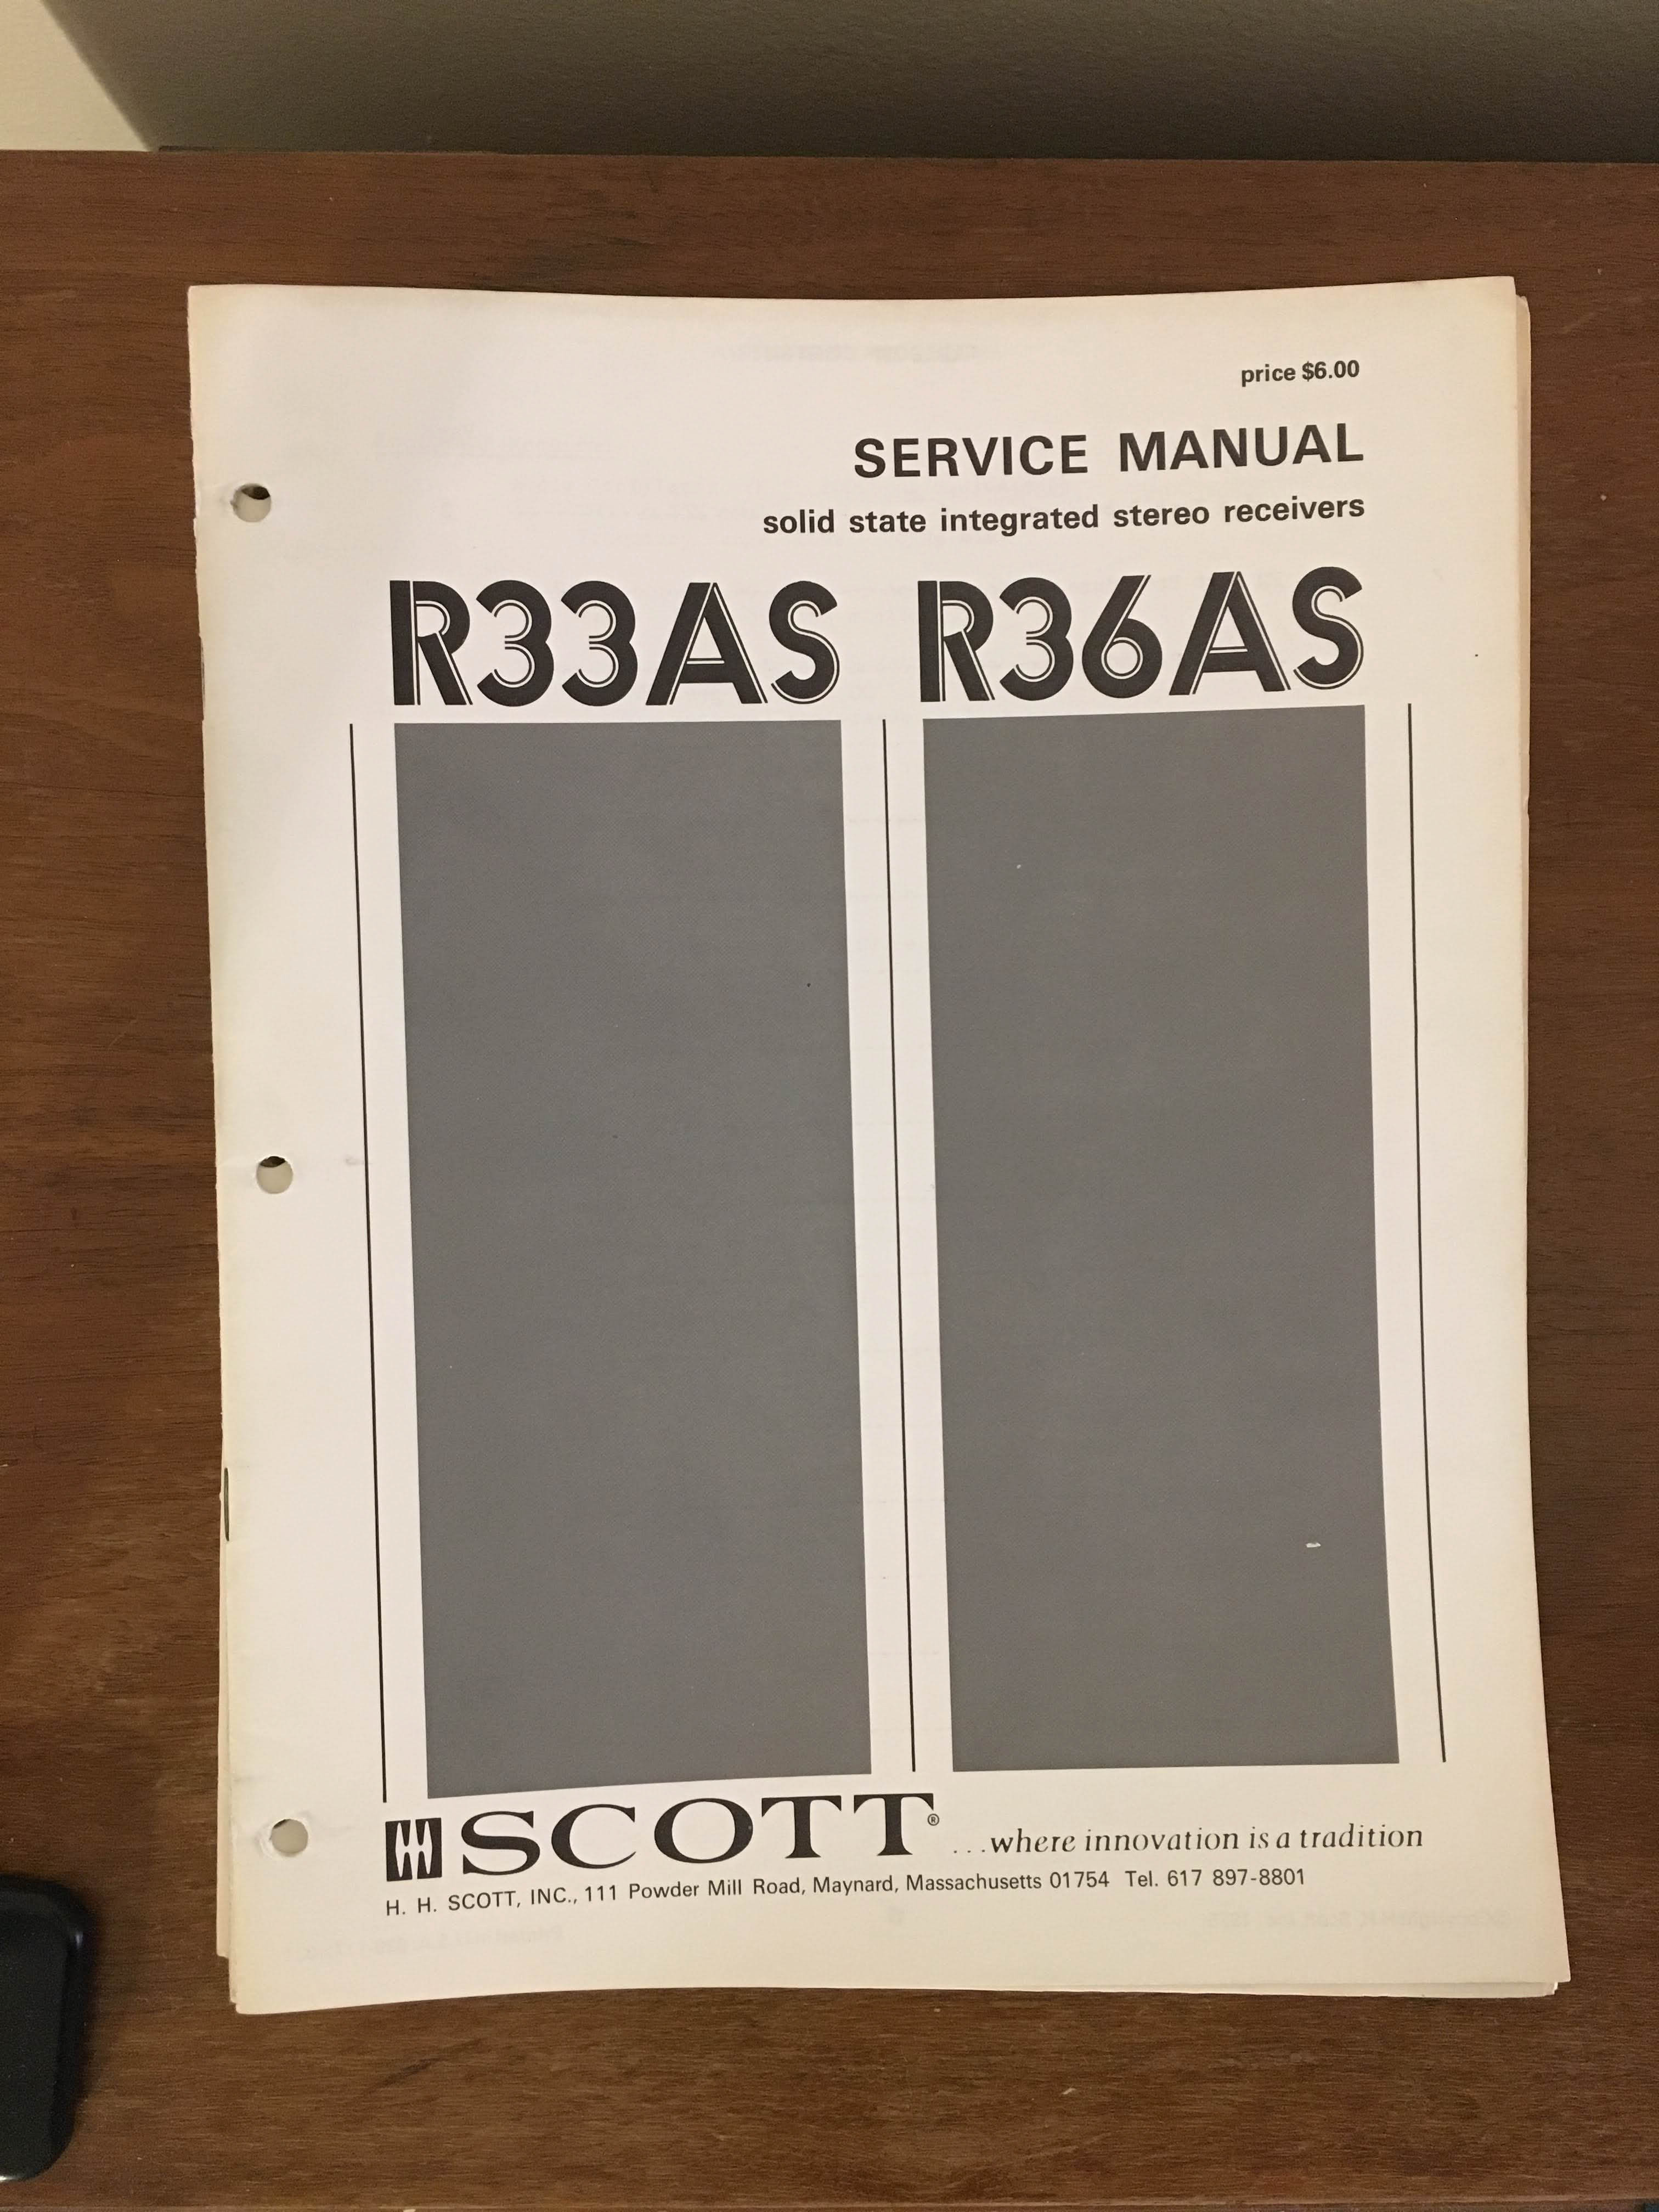 price $6.00
SERVICE MANUAL
solid state integrated stereo receivers
R33AS R36AS
SCOTT® ...where innovation is a tradition
H. H. SCOTT, INC., 111 Powder Mill Road, Maynard, Massachusetts 01754 Tel. 617 897-8801